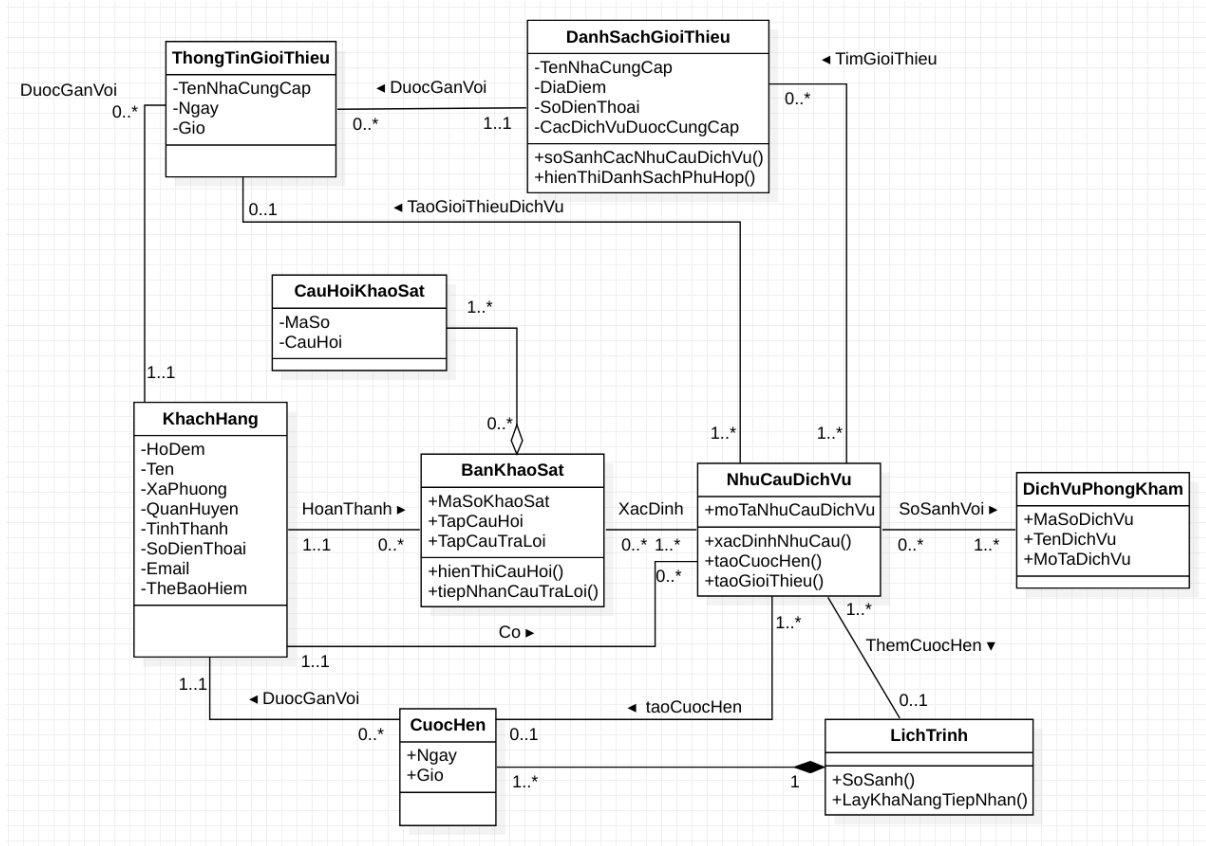 ThongTinGioiThieu
-TenNhaCungCap
-Ngay
-Gio
DanhSachGioiThieu
-TenNhaCungCap
-DiaDiem
-SoDienThoai
-CacDichVuDuocCungCap
+soSanhCacNhuCauDichVu()
+hienThiDanhSachPhuHop()
DuocGanVoi
0..*
1..1
◄ DuocGanVoi
0..*
1..1
◄ TimGioiThieu
0..*
1..*
◄ TaoGioiThieuDichVu
0..1
1..*
CauHoiKhaoSat
-MaSo
-CauHoi
1..*
0..*
KhachHang
-HoDem
-Ten
-XaPhuong
-QuanHuyen
-TinhThanh
-SoDienThoai
-Email
-TheBaoHiem
HoanThanh ►
1..1
0..*
BanKhaoSat
+MaSoKhaoSat
+TapCauHoi
+TapCauTraLoi
+hienThiCauHoi()
+tiepNhanCauTraLoi()
XacDinh
0..*
1..*
NhuCauDichVu
+moTaNhuCauDichVu
+xacDinhNhuCau()
+taoCuocHen()
+taoGioiThieu()
SoSanhVoi ►
0..*
1..*
DichVuPhongKham
+MaSoDichVu
+TenDichVu
+MoTaDichVu
0..*
Co ►
1..1
1..1
◄ DuocGanVoi
0..*
1..*
◄ taoCuocHen
0..1
1..*
ThemCuocHen ▼
0..1
CuocHen
+Ngay
+Gio
1..*
1
LichTrinh
+SoSanh()
+LayKhaNangTiepNhan()